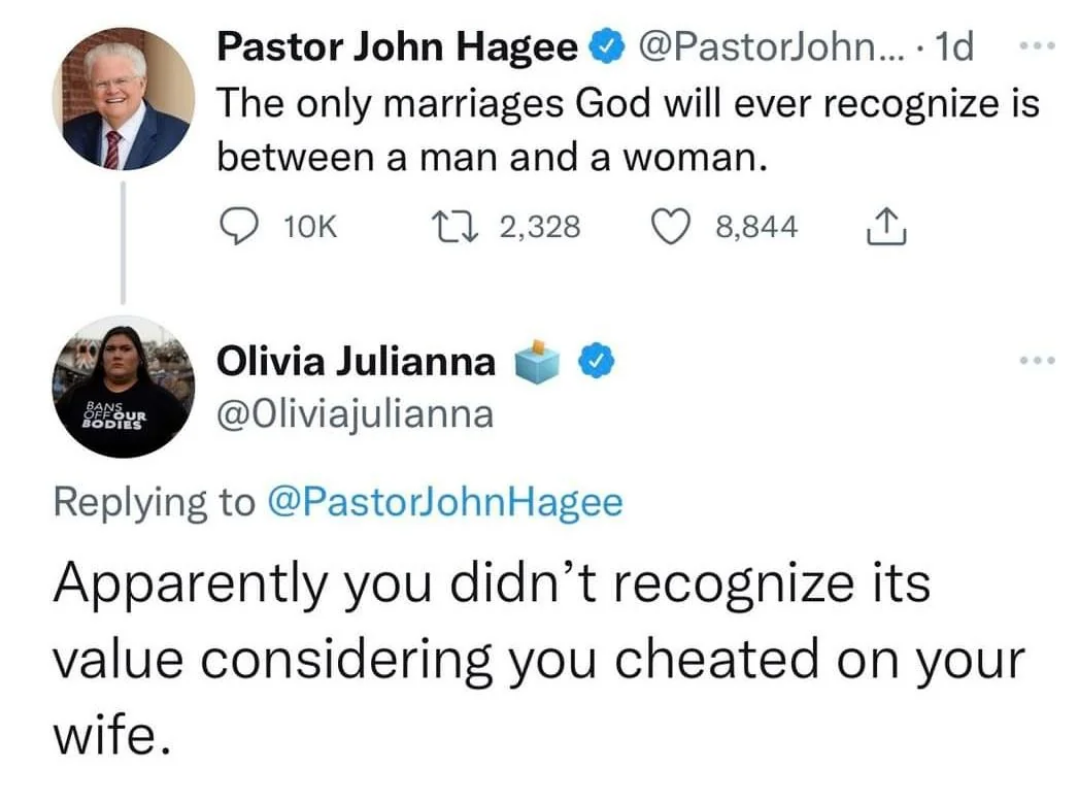 Pastor John Hagee @PastorJohn... · 1d
The only marriages God will ever recognize is
between a man and a woman.
10K 2,328 8,844
Olivia Julianna
@Oliviajulianna
BANS
OFF OUR
BODIES
Replying to @PastorJohnHagee
Apparently you didn’t recognize its
value considering you cheated on your
wife.